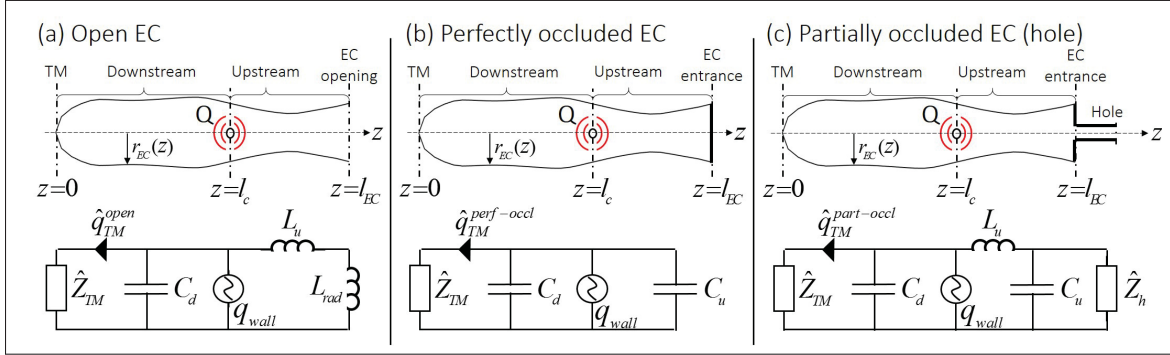 (a) Open EC
TM
Downstream
Upstream
EC
opening
Q
z
r_EC(z)
z=0
z=l_c
z=l_EC
q̂_TM^open
L_u
Ẑ_TM
C_d
q_wall
L_rad
(b) Perfectly occluded EC
TM
Downstream
Upstream
EC
entrance
Q
z
r_EC(z)
z=0
z=l_c
z=l_EC
q̂_TM^perf-occl
Ẑ_TM
C_d
q_wall
C_u
(c) Partially occluded EC (hole)
TM
Downstream
Upstream
EC
entrance
Hole
Q
z
r_EC(z)
z=0
z=l_c
z=l_EC
q̂_TM^part-occl
L_u
Ẑ_TM
C_d
q_wall
C_u
Ẑ_h